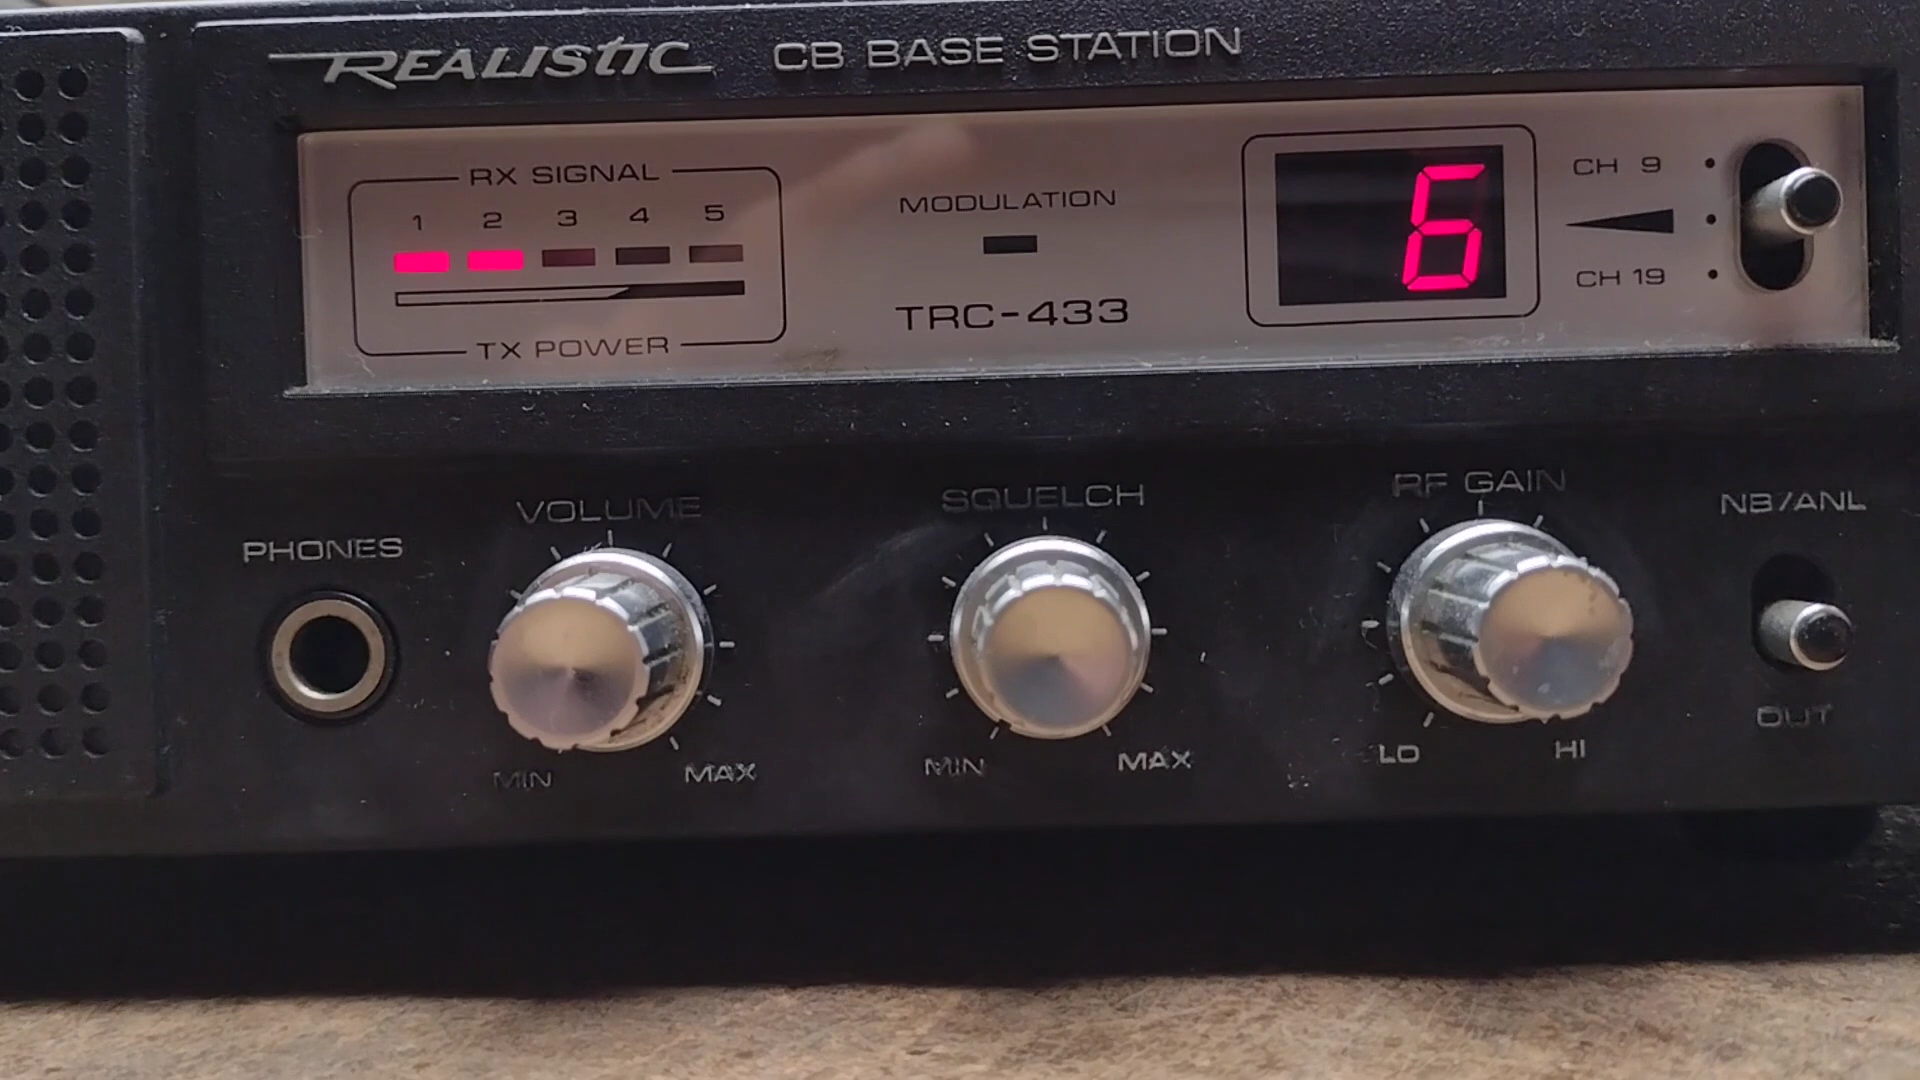 REALISTIC CB BASE STATION
RX SIGNAL
1 2 3 4 5
TX POWER
MODULATION
TRC-433
6
CH 9
CH 19
PHONES
VOLUME
MIN MAX
SQUELCH
MIN MAX
RF GAIN
LO HI
NB/ANL
OUT